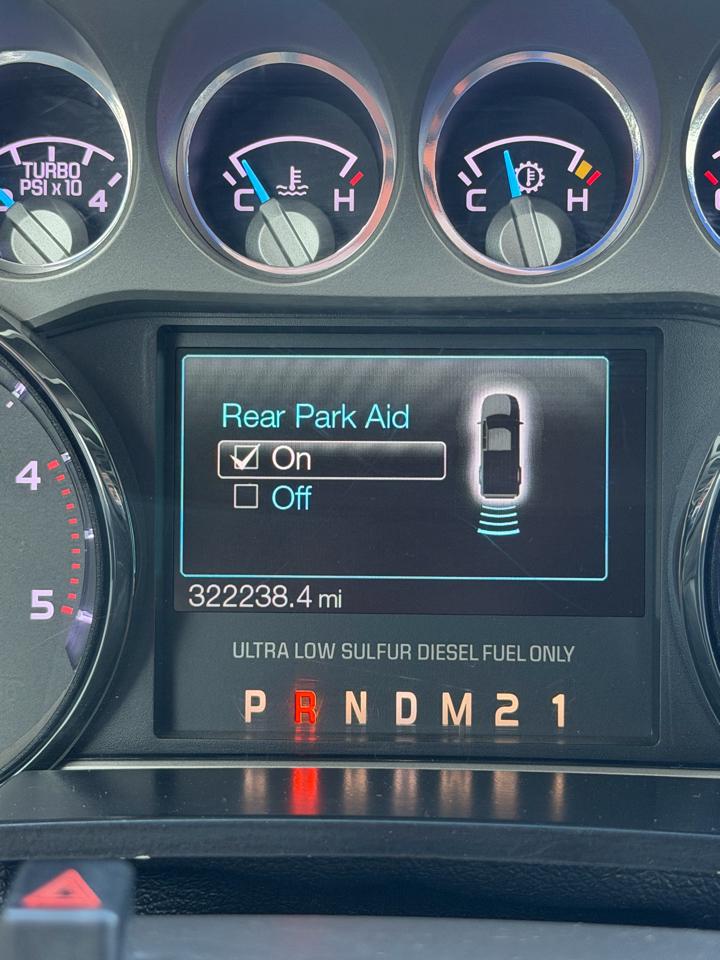 TURBO
PSI x 10
4
C H
C H
4
5
Rear Park Aid
On
Off
322238.4 mi
ULTRA LOW SULFUR DIESEL FUEL ONLY
P R N D M 2 1